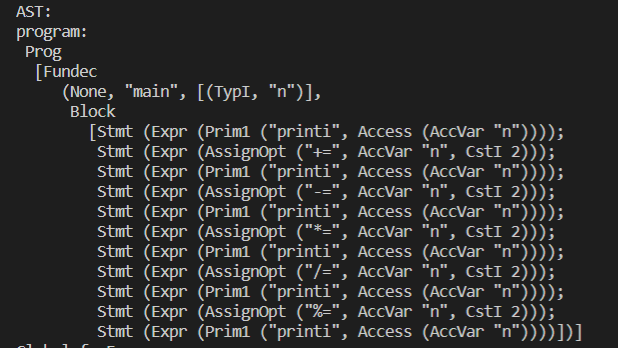 AST:
program:
 Prog
  [Fundec
     (None, "main", [(TypI, "n")],
      Block
        [Stmt (Expr (Prim1 ("printi", Access (AccVar "n"))));
         Stmt (Expr (AssignOpt ("+=", AccVar "n", CstI 2)));
         Stmt (Expr (Prim1 ("printi", Access (AccVar "n"))));
         Stmt (Expr (AssignOpt ("-=", AccVar "n", CstI 2)));
         Stmt (Expr (Prim1 ("printi", Access (AccVar "n"))));
         Stmt (Expr (AssignOpt ("*=", AccVar "n", CstI 2)));
         Stmt (Expr (Prim1 ("printi", Access (AccVar "n"))));
         Stmt (Expr (AssignOpt ("/=", AccVar "n", CstI 2)));
         Stmt (Expr (Prim1 ("printi", Access (AccVar "n"))));
         Stmt (Expr (AssignOpt ("%=", AccVar "n", CstI 2)));
         Stmt (Expr (Prim1 ("printi", Access (AccVar "n"))))])]